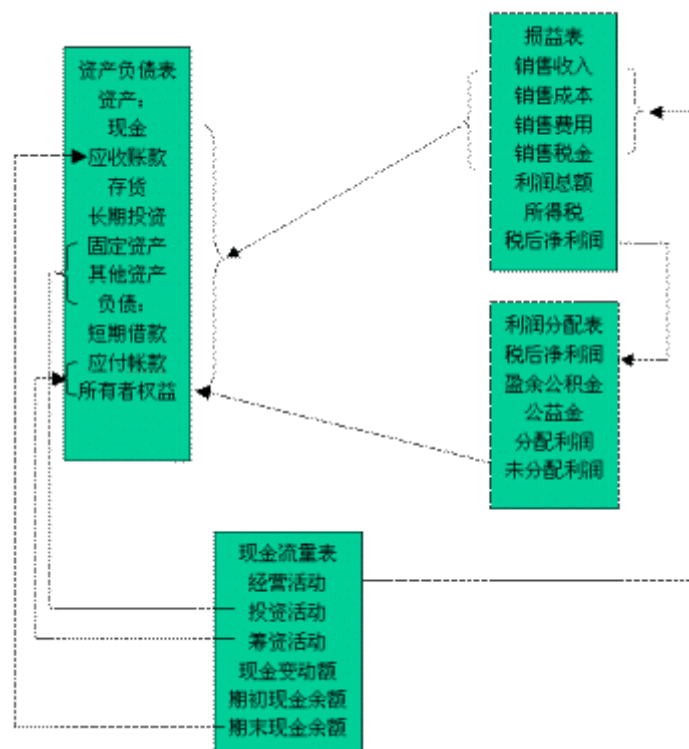 资产负债表
资产:
现金
应收账款
存货
长期投资
固定资产
其他资产
负债:
短期借款
应付帐款
所有者权益
损益表
销售收入
销售成本
销售费用
销售税金
利润总额
所得税
税后净利润
利润分配表
税后净利润
盈余公积金
公益金
分配利润
未分配利润
现金流量表
经营活动
投资活动
筹资活动
现金变动额
期初现金余额
期末现金余额